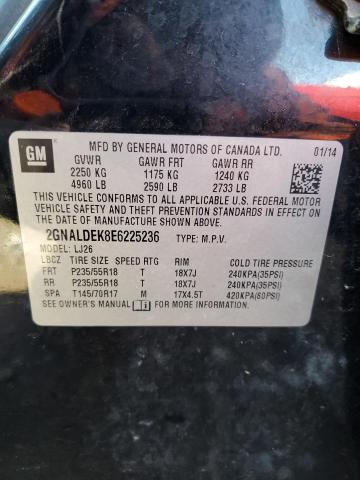 GM
MFD BY GENERAL MOTORS OF CANADA LTD. 01/14
GVWR GAWR FRT GAWR RR
2250 KG 1175 KG 1240 KG
4960 LB 2590 LB 2733 LB
THIS VEHICLE CONFORMS TO ALL APPLICABLE U.S. FEDERAL MOTOR
VEHICLE SAFETY AND THEFT PREVENTION STANDARDS IN EFFECT ON
THE DATE OF MANUFACTURE SHOWN ABOVE.
2GNALDEK8E6225236 TYPE: M.P.V.
MODEL: LJ26
LBCZ TIRE SIZE SPEED RTG RIM COLD TIRE PRESSURE
FRT P235/55R18 T 18X7J 240KPA(35PSI)
RR P235/55R18 T 18X7J 240KPA(35PSI)
SPA T145/70R17 M 17X4.5T 420KPA(60PSI)
SEE OWNER'S MANUAL FOR MORE INFORMATION.